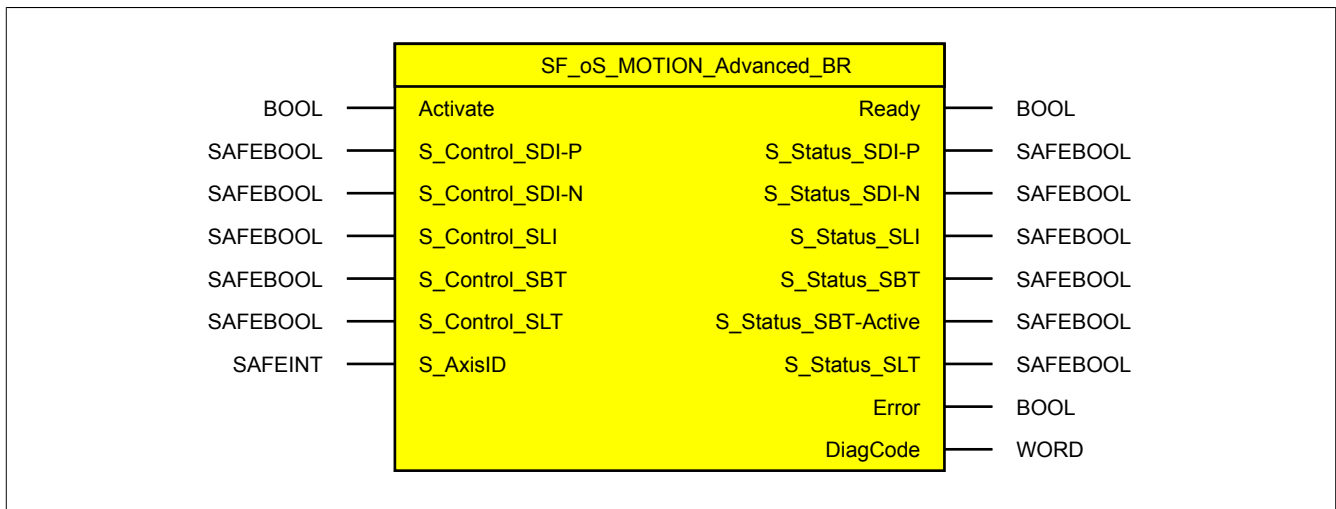 SF_oS_MOTION_Advanced_BR
BOOL Activate Ready BOOL
SAFEBOOL S_Control_SDI-P S_Status_SDI-P SAFEBOOL
SAFEBOOL S_Control_SDI-N S_Status_SDI-N SAFEBOOL
SAFEBOOL S_Control_SLI S_Status_SLI SAFEBOOL
SAFEBOOL S_Control_SBT S_Status_SBT SAFEBOOL
SAFEBOOL S_Control_SLT S_Status_SBT-Active SAFEBOOL
SAFEINT S_AxisID S_Status_SLT SAFEBOOL
Error BOOL
DiagCode WORD